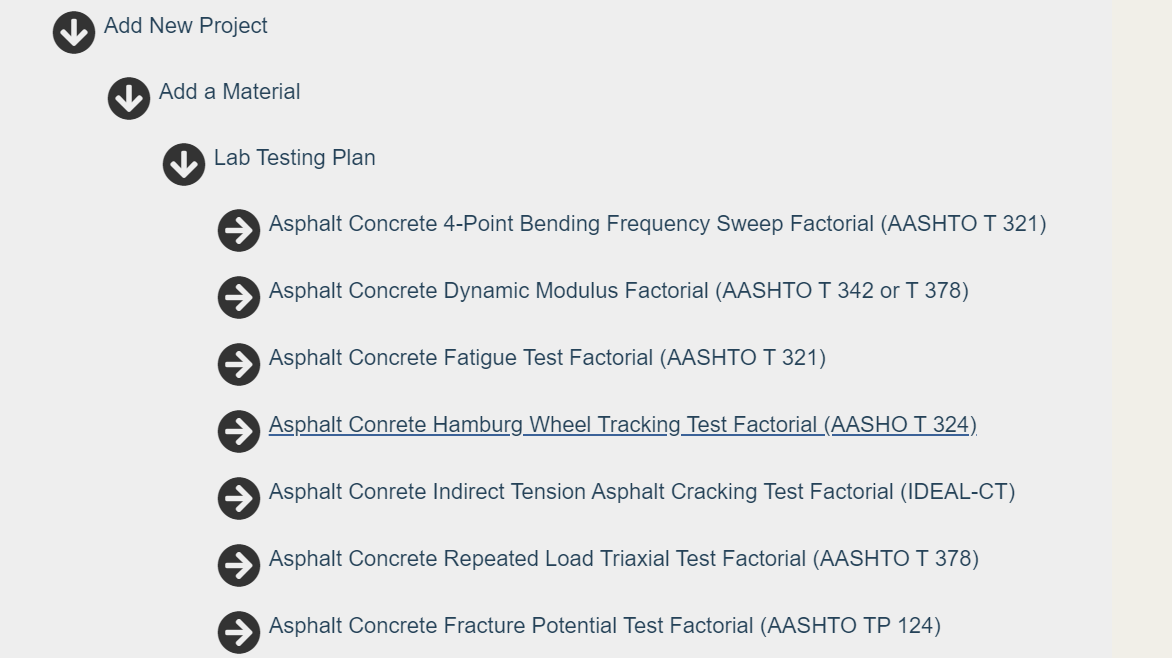 Add New Project
Add a Material
Lab Testing Plan
Asphalt Concrete 4-Point Bending Frequency Sweep Factorial (AASHTO T 321)
Asphalt Concrete Dynamic Modulus Factorial (AASHTO T 342 or T 378)
Asphalt Concrete Fatigue Test Factorial (AASHTO T 321)
Asphalt Conrete Hamburg Wheel Tracking Test Factorial (AASHO T 324)
Asphalt Conrete Indirect Tension Asphalt Cracking Test Factorial (IDEAL-CT)
Asphalt Concrete Repeated Load Triaxial Test Factorial (AASHTO T 378)
Asphalt Concrete Fracture Potential Test Factorial (AASHTO TP 124)